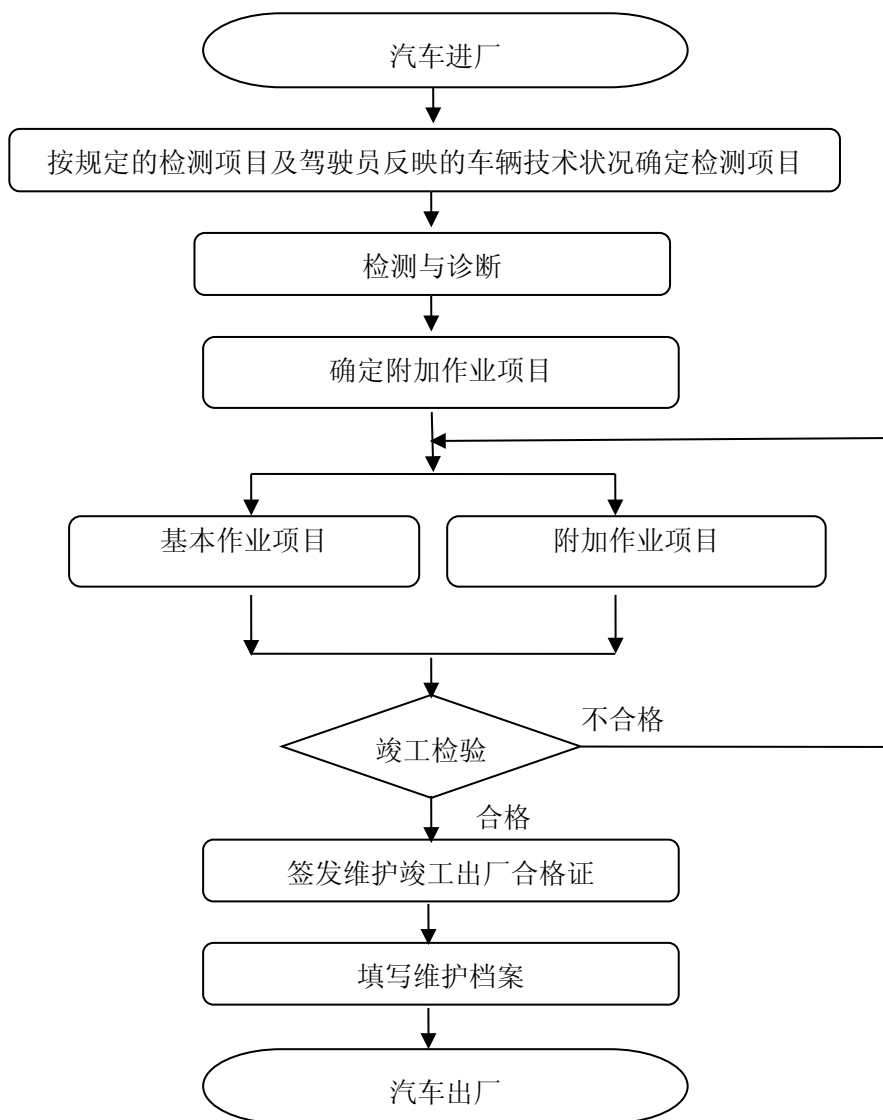 汽车进厂
按规定的检测项目及驾驶员反映的车辆技术状况确定检测项目
检测与诊断
确定附加作业项目
基本作业项目
附加作业项目
不合格
竣工检验
合格
签发维护竣工出厂合格证
填写维护档案
汽车出厂